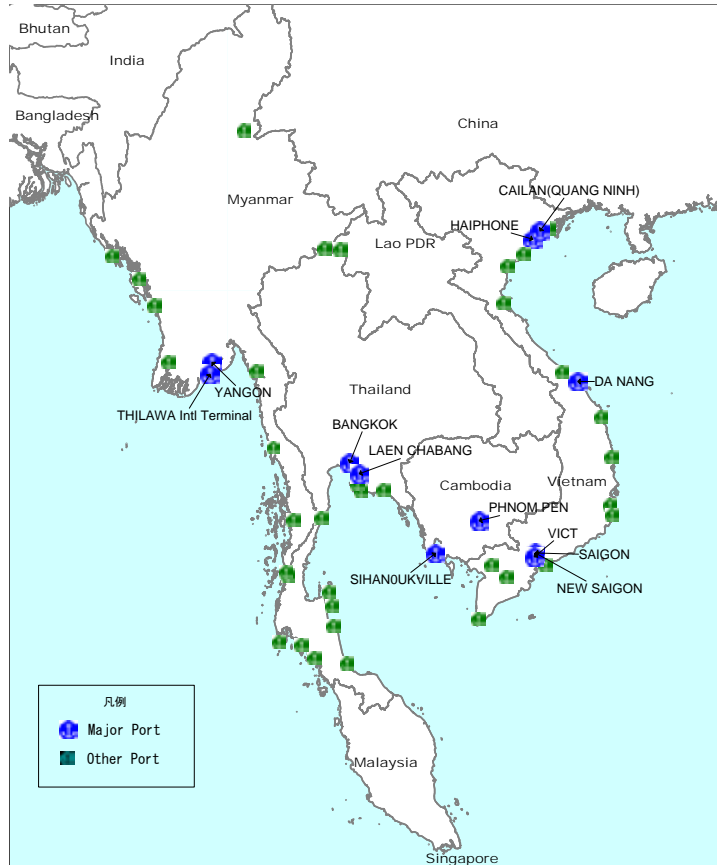 Bhutan
India
Bangladesh
China
CAILAN(QUANG NINH)
Myanmar
HAIPHONE
Lao PDR
DA NANG
YANGON
Thailand
THILAWA Intl Terminal
BANGKOK
LAEN CHABANG
Cambodia
Vietnam
PHNOM PEN
VICT
SAIGON
SIHAN0UKVILLE
NEW SAIGON
凡例
Major Port
Other Port
Malaysia
Singapore